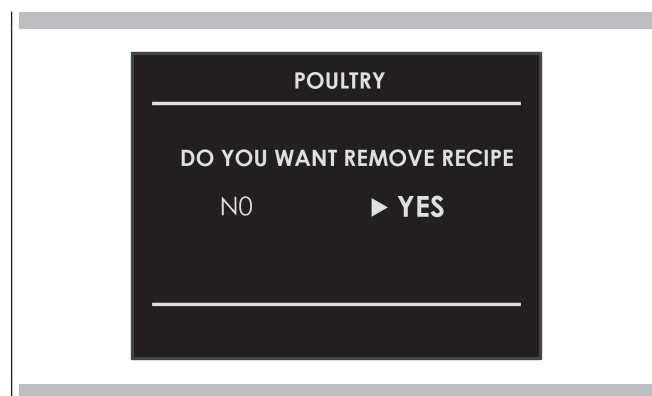 POULTRY
DO YOU WANT REMOVE RECIPE
N0 ▶ YES